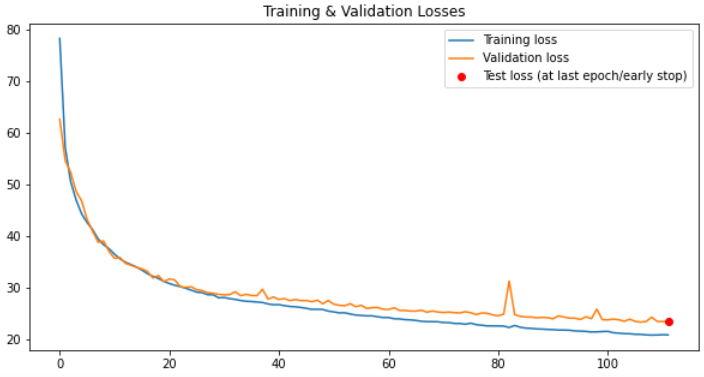 Training & Validation Losses
Training loss
Validation loss
Test loss (at last epoch/early stop)
80
70
60
50
40
30
20
0 20 40 60 80 100